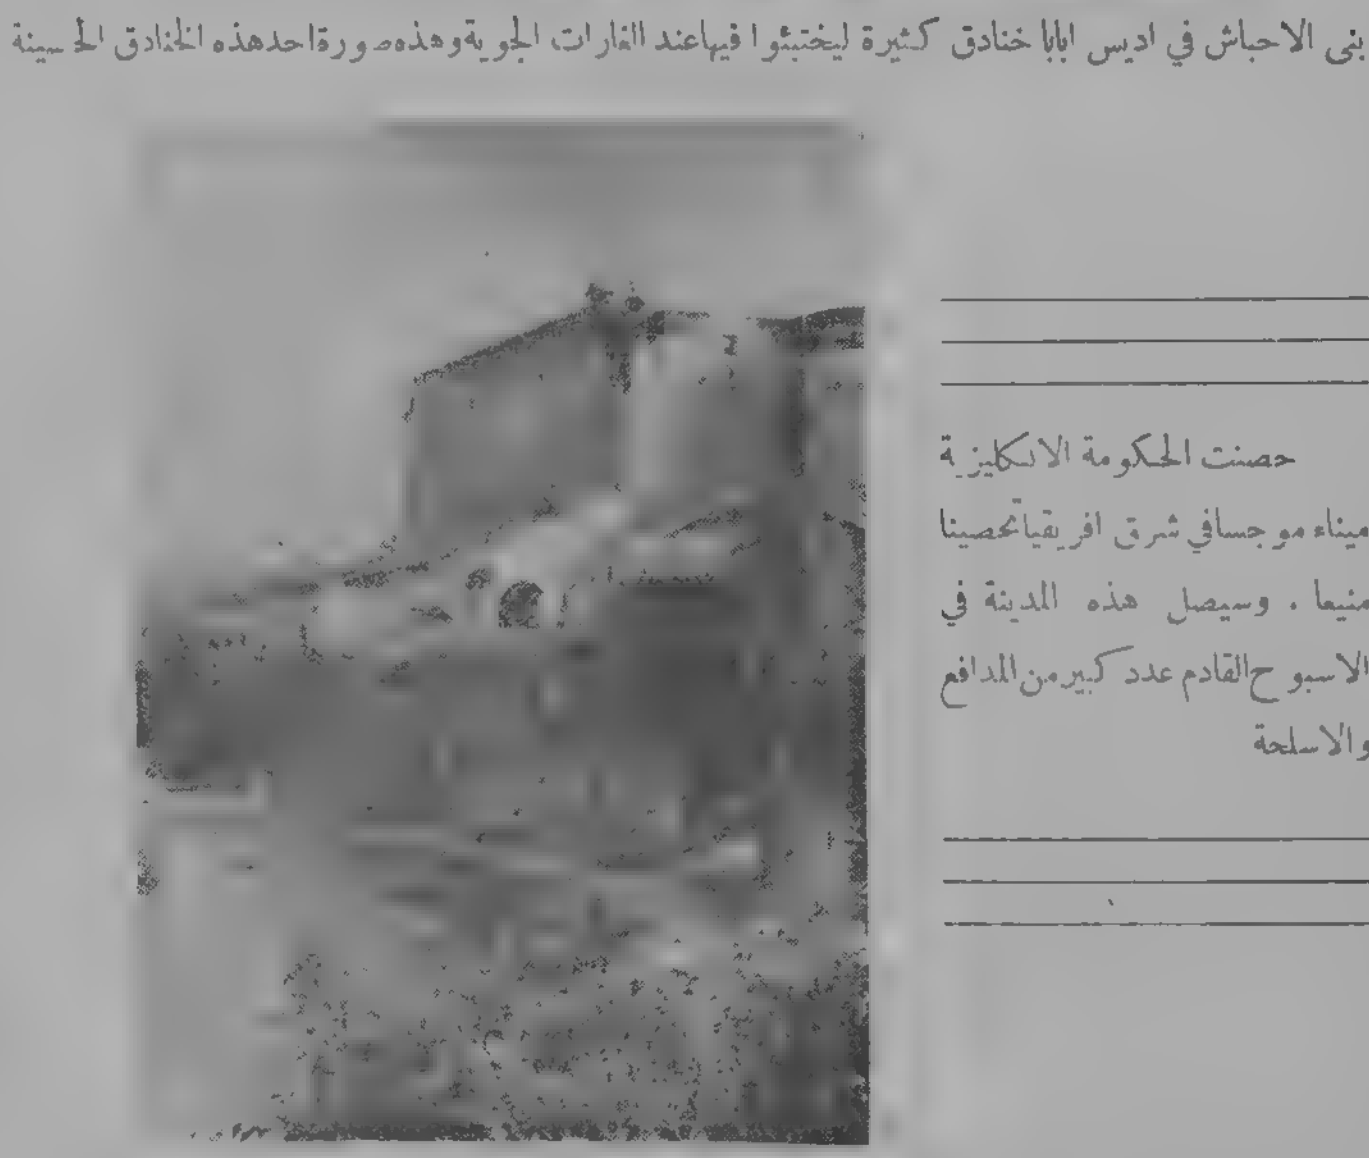 بنى الاحباش في اديس ابابا خنادق كثيرة ليختبئوا فيها عند الغارات الجوية وهذه صورة احد هذه الخنادق الحصينة
حصنت الحكومة الانكليزية
ميناء موجسا في شرق افريقيا تحصينا
منيعا . وسيصل هذه المدينة في
الاسبوع القادم عدد كبير من المدافع
والاسلحة